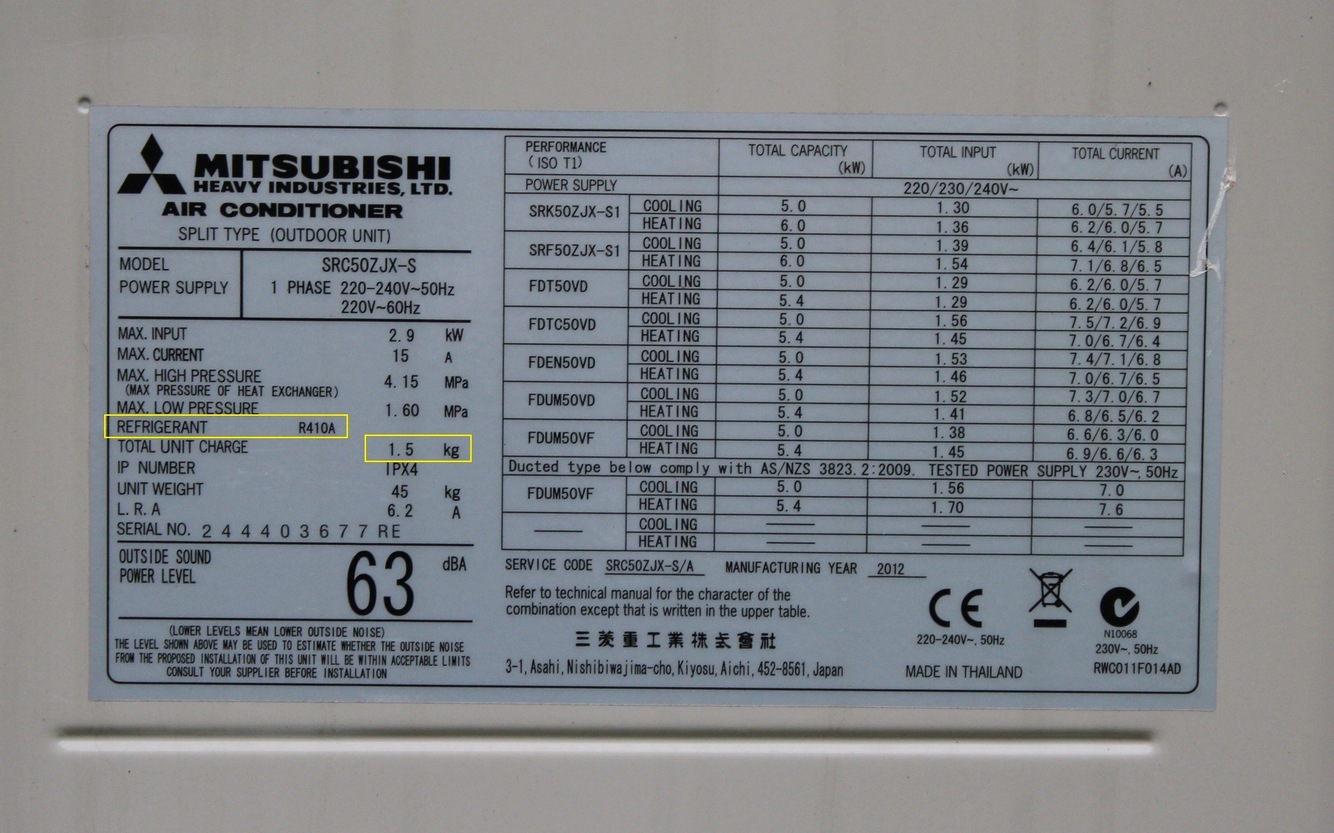 MITSUBISHI
HEAVY INDUSTRIES, LTD.
AIR CONDITIONER
SPLIT TYPE (OUTDOOR UNIT)
MODEL SRC50ZJX-S
POWER SUPPLY 1 PHASE 220-240V~50Hz
220V~60Hz
MAX. INPUT 2.9 kW
MAX. CURRENT 15 A
MAX. HIGH PRESSURE 4.15 MPa
(MAX PRESSURE OF HEAT EXCHANGER)
MAX. LOW PRESSURE 1.60 MPa
REFRIGERANT R410A
TOTAL UNIT CHARGE 1.5 kg
IP NUMBER IPX4
UNIT WEIGHT 45 kg
L.R.A 6.2 A
SERIAL NO. 244403677RE
OUTSIDE SOUND
POWER LEVEL 63 dBA
(LOWER LEVELS MEAN LOWER OUTSIDE NOISE)
THE LEVEL SHOWN ABOVE MAY BE USED TO ESTIMATE WHETHER THE OUTSIDE NOISE
FROM THE PROPOSED INSTALLATION OF THIS UNIT WILL BE WITHIN ACCEPTABLE LIMITS
CONSULT YOUR SUPPLIER BEFORE INSTALLATION
PERFORMANCE (ISO T1) TOTAL CAPACITY (kW) TOTAL INPUT (kW) TOTAL CURRENT (A)
POWER SUPPLY 220/230/240V~
SRK50ZJX-S1 COOLING 5.0 1.30 6.0/5.7/5.5
HEATING 6.0 1.36 6.2/6.0/5.7
SRF50ZJX-S1 COOLING 5.0 1.39 6.4/6.1/5.8
HEATING 6.0 1.54 7.1/6.8/6.5
FDT50VD COOLING 5.0 1.29 6.2/6.0/5.7
HEATING 5.4 1.29 6.2/6.0/5.7
FDTC50VD COOLING 5.0 1.56 7.5/7.2/6.9
HEATING 5.4 1.45 7.0/6.7/6.4
FDEN50VD COOLING 5.0 1.53 7.4/7.1/6.8
HEATING 5.4 1.46 7.0/6.7/6.5
FDUM50VD COOLING 5.0 1.52 7.3/7.0/6.7
HEATING 5.4 1.41 6.8/6.5/6.2
FDUM50VF COOLING 5.0 1.38 6.6/6.3/6.0
HEATING 5.4 1.45 6.9/6.6/6.3
Ducted type below comply with AS/NZS 3823.2:2009. TESTED POWER SUPPLY 230V~, 50Hz
FDUM50VF COOLING 5.0 1.56 7.0
HEATING 5.4 1.70 7.6
—— COOLING —— —— ——
HEATING —— —— ——
SERVICE CODE SRC50ZJX-S/A MANUFACTURING YEAR 2012
Refer to technical manual for the character of the
combination except that is written in the upper table.
三菱重工業株式會社
3-1, Asahi, Nishibiwajima-cho, Kiyosu, Aichi, 452-8561, Japan
CE
220-240V~, 50Hz
N10068
230V~, 50Hz
MADE IN THAILAND
RWC011F014AD